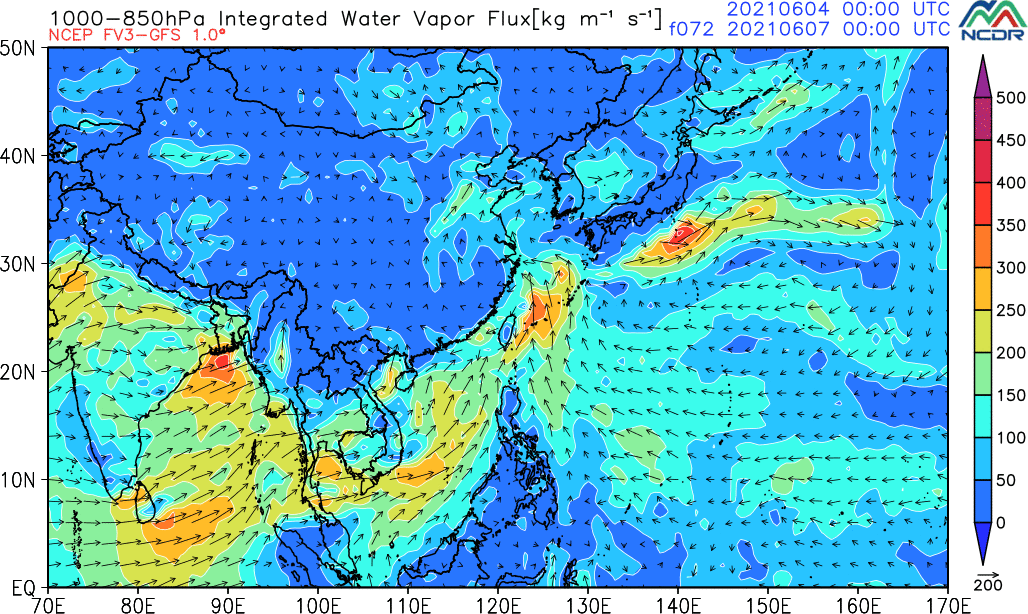 1000-850hPa Integrated Water Vapor Flux[kg m⁻¹ s⁻¹]
20210604 00:00 UTC
NCEP FV3-GFS 1.0°
f072 20210607 00:00 UTC
NCDR
50N
40N
30N
20N
10N
EQ
70E 80E 90E 100E 110E 120E 130E 140E 150E 160E 170E
500
450
400
350
300
250
200
150
100
50
0
200